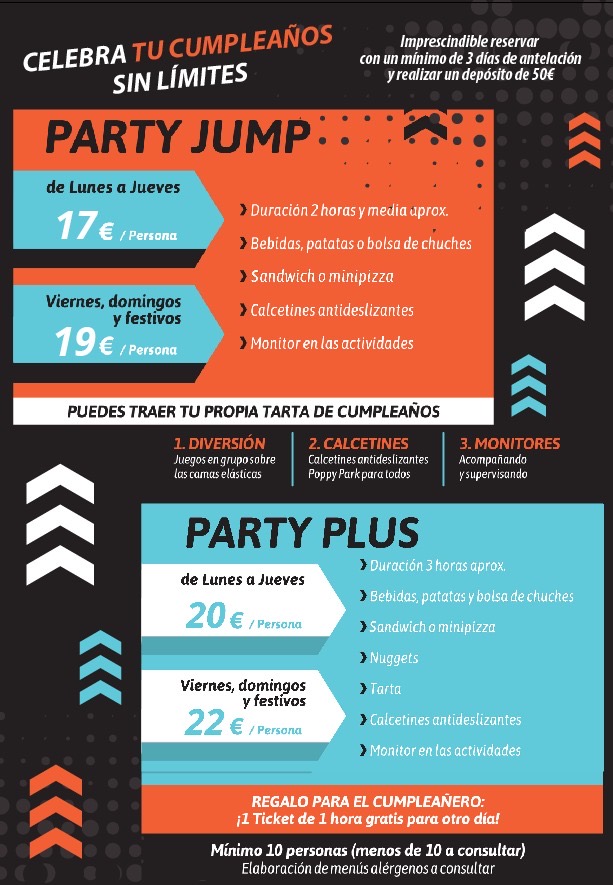 CELEBRA TU CUMPLEAÑOS
SIN LÍMITES
Imprescindible reservar
con un mínimo de 3 días de antelación
y realizar un depósito de 50€
PARTY JUMP
de Lunes a Jueves
17€ / Persona
Viernes, domingos
y festivos
19€ / Persona
❯ Duración 2 horas y media aprox.
❯ Bebidas, patatas o bolsa de chuches
❯ Sandwich o minipizza
❯ Calcetines antideslizantes
❯ Monitor en las actividades
PUEDES TRAER TU PROPIA TARTA DE CUMPLEAÑOS
1. DIVERSIÓN
Juegos en grupo sobre
las camas elásticas
2. CALCETINES
Calcetines antideslizantes
Poppy Park para todos
3. MONITORES
Acompañando
y supervisando
PARTY PLUS
de Lunes a Jueves
20€ / Persona
Viernes, domingos
y festivos
22€ / Persona
❯ Duración 3 horas aprox.
❯ Bebidas, patatas y bolsa de chuches
❯ Sandwich o minipizza
❯ Nuggets
❯ Tarta
❯ Calcetines antideslizantes
❯ Monitor en las actividades
REGALO PARA EL CUMPLEAÑERO:
¡1 Ticket de 1 hora gratis para otro día!
Mínimo 10 personas (menos de 10 a consultar)
Elaboración de menús alérgenos a consultar